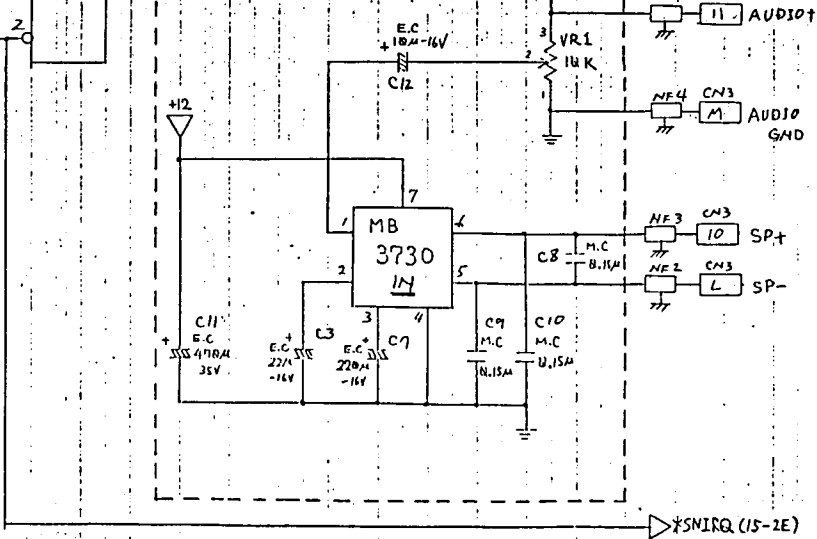 2
E.C
10μ-16V
+
C12
3
VR1
10K
2
1
11
AUDIO+
NF4
CN3
M
AUDIO
GND
+12
7
1
MB
3730
1N
6
2
5
3
4
C8
M.C
0.15μ
NF3
CN3
10
SP+
NF2
CN3
L
SP-
+
C11
E.C
470μ
35V
+
C3
E.C
22μ
-16V
+
C7
E.C
220μ
-16V
C9
M.C
0.15μ
C10
M.C
0.15μ
*SNIRQ (15-2E)